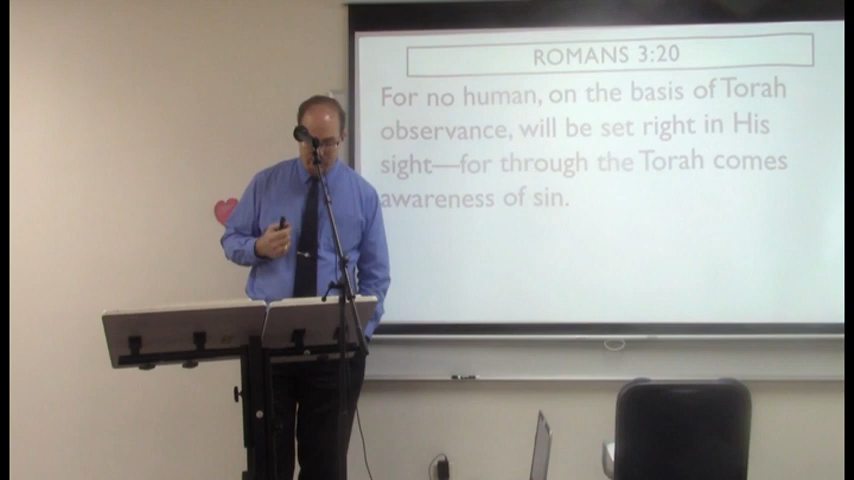 ROMANS 3:20
For no human, on the basis of Torah
observance, will be set right in His
sight—for through the Torah comes
awareness of sin.